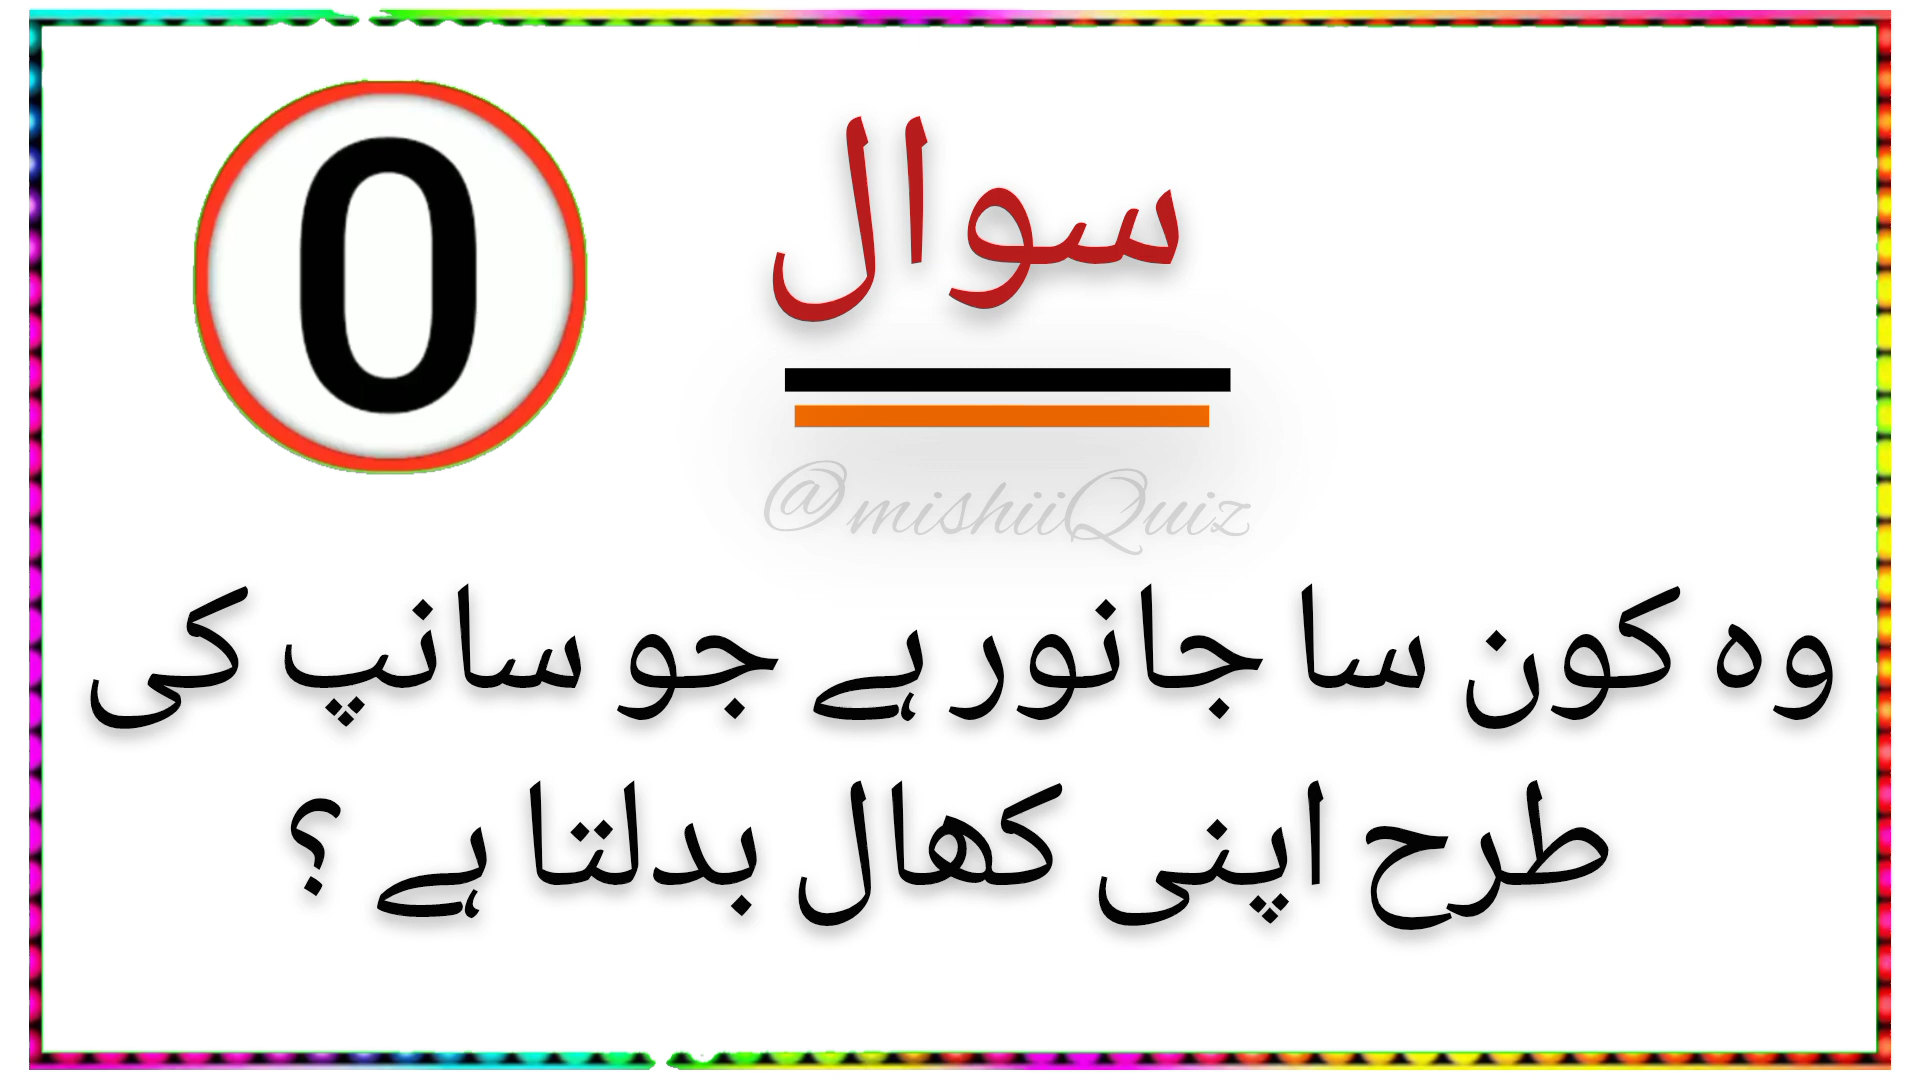 0
سوال
@mishiiQuiz
وہ کون سا جانور ہے جو سانپ کی
طرح اپنی کھال بدلتا ہے ؟